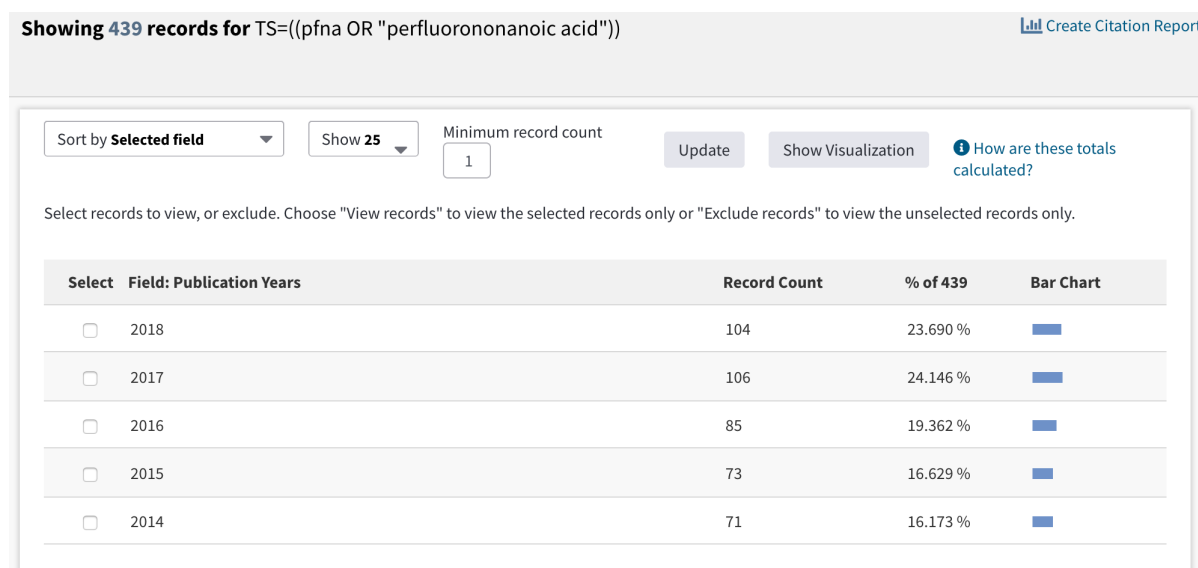 Showing 439 records for TS=((pfna OR "perfluorononanoic acid"))
Create Citation Report
Sort by Selected field
Show 25
Minimum record count
1
Update
Show Visualization
How are these totals
calculated?
Select records to view, or exclude. Choose "View records" to view the selected records only or "Exclude records" to view the unselected records only.
Select Field: Publication Years Record Count % of 439 Bar Chart
2018 104 23.690 %
2017 106 24.146 %
2016 85 19.362 %
2015 73 16.629 %
2014 71 16.173 %